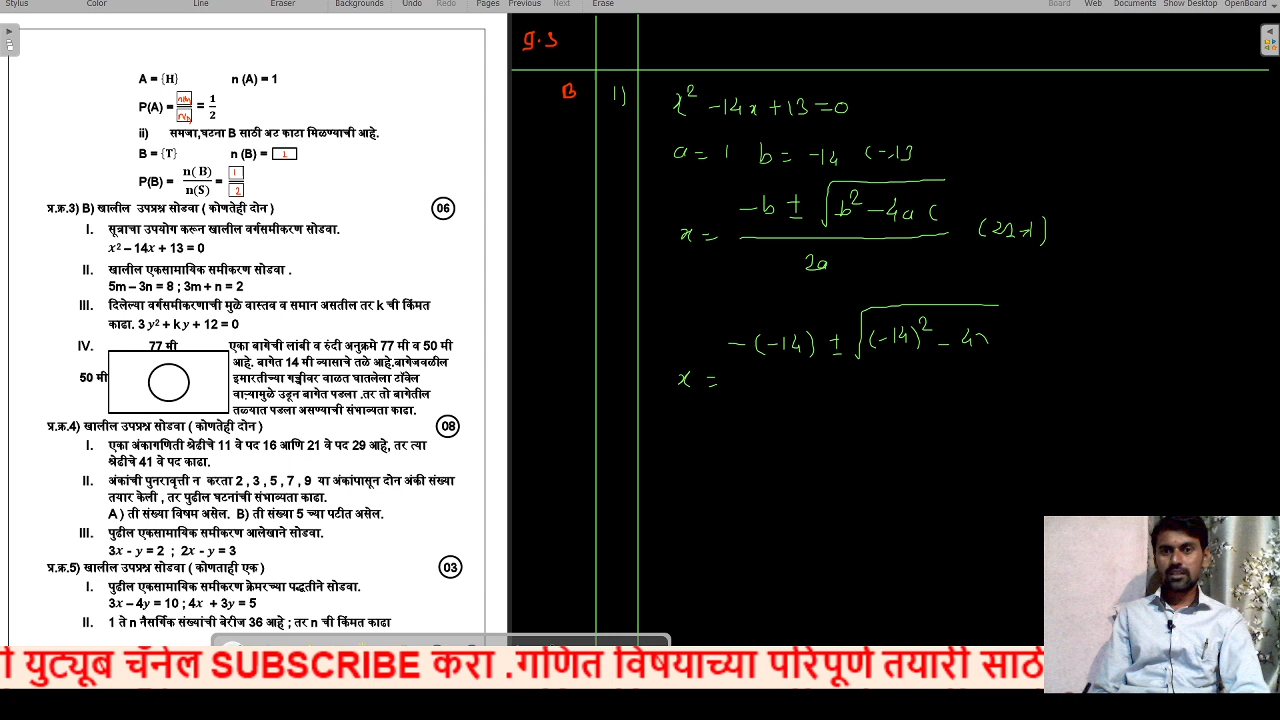 Stylus Color Line Eraser Backgrounds Undo Redo Pages Previous Next Erase Board Web Documents Show Desktop OpenBoard
A = {H} n (A) = 1
P(A) = = 1/2
ii) समजा,घटना B साठी अट काटा मिळण्याची आहे.
B = {T} n (B) = 1
P(B) = n( B)/n(S) = 1/2
प्र.क्र.3) B) खालील उपप्रश्न सोडवा ( कोणतेही दोन ) 06
I. सूत्राचा उपयोग करून खालील वर्गसमीकरण सोडवा.
x² – 14x + 13 = 0
II. खालील एकसामायिक समीकरण सोडवा .
5m – 3n = 8 ; 3m + n = 2
III. दिलेल्या वर्गसमीकरणाची मुळे वास्तव व समान असतील तर k ची किंमत
काढा. 3 y² + k y + 12 = 0
IV. 77 मी एका बागेची लांबी व रुंदी अनुक्रमे 77 मी व 50 मी
आहे. बागेत 14 मी व्यासाचे तळे आहे.बागेजवळील
50 मी इमारतीच्या गच्चीवर वाळत घातलेला टॉवेल
वाऱ्यामुळे उडून बागेत पडला .तर तो बागेतील
तळ्यात पडला असण्याची संभाव्यता काढा.
प्र.क्र.4) खालील उपप्रश्न सोडवा ( कोणतेही दोन ) 08
I. एका अंकगणिती श्रेढीचे 11 वे पद 16 आणि 21 वे पद 29 आहे, तर त्या
श्रेढीचे 41 वे पद काढा.
II. अंकांची पुनरावृत्ती न करता 2 , 3 , 5 , 7 , 9 या अंकांपासून दोन अंकी संख्या
तयार केली , तर पुढील घटनांची संभाव्यता काढा.
A ) ती संख्या विषम असेल. B) ती संख्या 5 च्या पटीत असेल.
III. पुढील एकसामायिक समीकरण आलेखाने सोडवा.
3x - y = 2 ; 2x - y = 3
प्र.क्र.5) खालील उपप्रश्न सोडवा ( कोणताही एक ) 03
I. पुढील एकसामायिक समीकरण क्रेमरच्या पद्धतीने सोडवा.
3x – 4y = 10 ; 4x + 3y = 5
II. 1 ते n नैसर्गिक संख्यांची बेरीज 36 आहे ; तर n ची किंमत काढा
g.3
B 1) x² - 14x + 13 = 0
a = 1 b = -14 c = 13
x = (-b ± √(b² - 4ac))/2a (सूत्र)
x = -(-14) ± √((-14)² - 4x
ी युट्यूब चॅनेल SUBSCRIBE करा .गणित विषयाच्या परिपूर्ण तयारी साठी